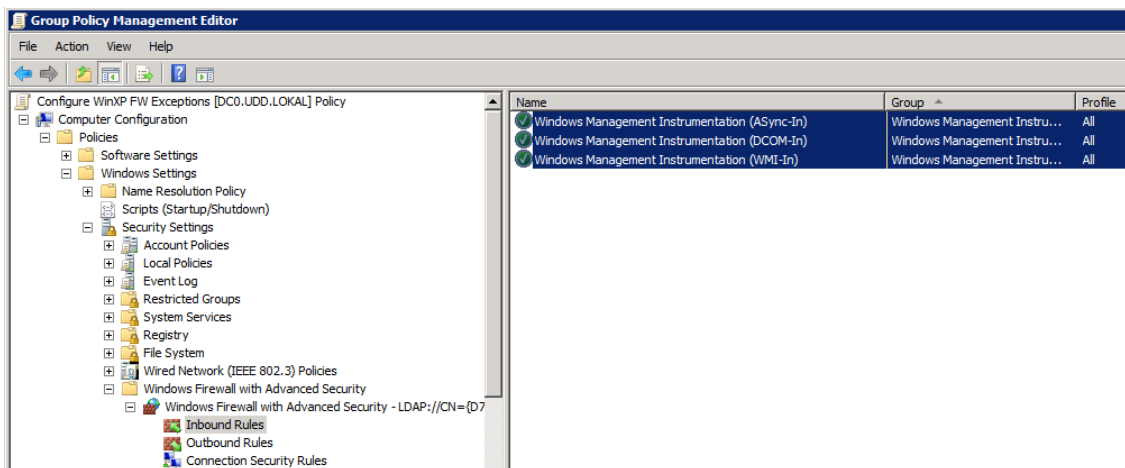 Group Policy Management Editor
File Action View Help
Configure WinXP FW Exceptions [DC0.UDD.LOKAL] Policy
Computer Configuration
Policies
Software Settings
Windows Settings
Name Resolution Policy
Scripts (Startup/Shutdown)
Security Settings
Account Policies
Local Policies
Event Log
Restricted Groups
System Services
Registry
File System
Wired Network (IEEE 802.3) Policies
Windows Firewall with Advanced Security
Windows Firewall with Advanced Security - LDAP://CN={D7
Inbound Rules
Outbound Rules
Connection Security Rules
Name Group Profile
Windows Management Instrumentation (ASync-In) Windows Management Instru... All
Windows Management Instrumentation (DCOM-In) Windows Management Instru... All
Windows Management Instrumentation (WMI-In) Windows Management Instru... All